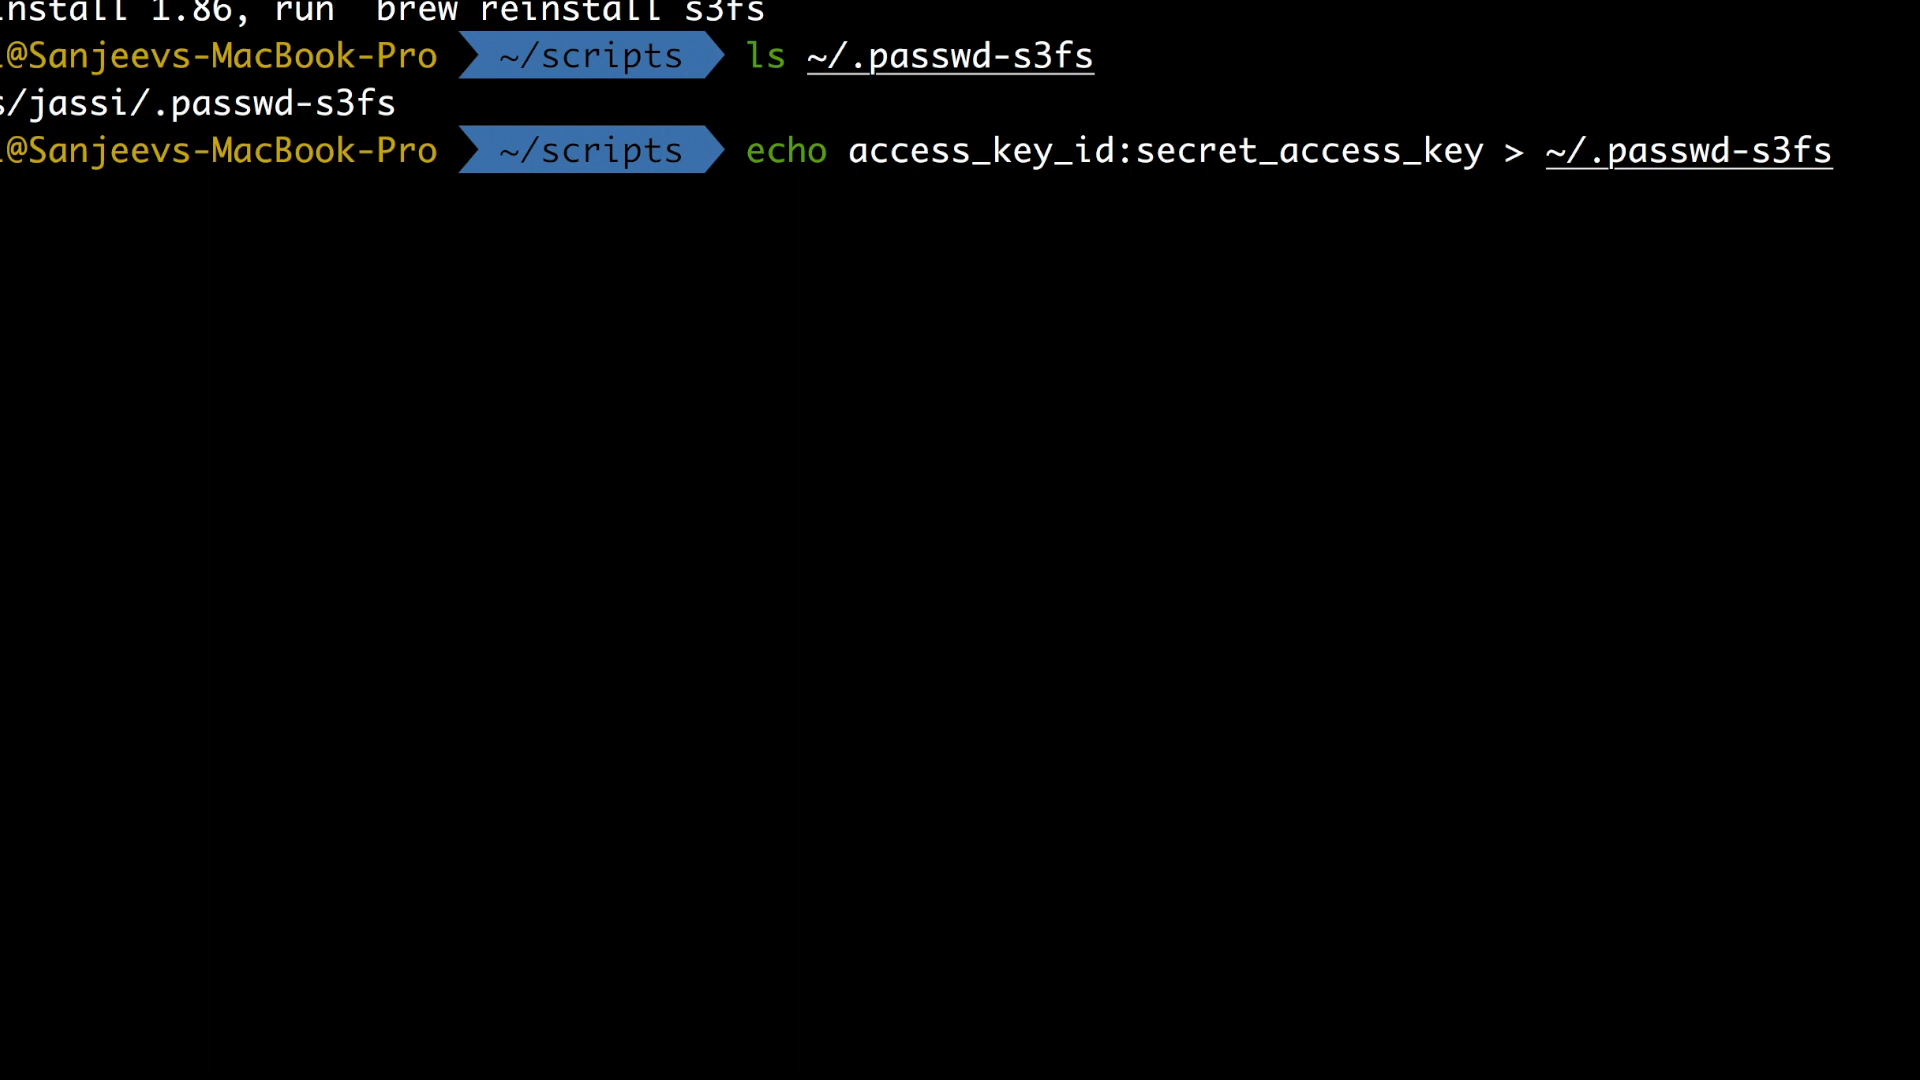 install 1.86, run `brew reinstall s3fs
@Sanjeevs-MacBook-Pro ~/scripts ls ~/.passwd-s3fs
s/jassi/.passwd-s3fs
@Sanjeevs-MacBook-Pro ~/scripts echo access_key_id:secret_access_key > ~/.passwd-s3fs